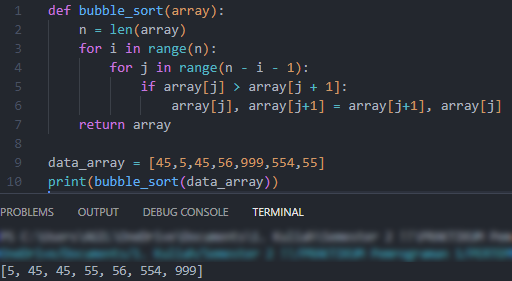 1 def bubble_sort(array):
2     n = len(array)
3     for i in range(n):
4         for j in range(n - i - 1):
5             if array[j] > array[j + 1]:
6                 array[j], array[j+1] = array[j+1], array[j]
7     return array
8
9 data_array = [45,5,45,56,999,554,55]
10 print(bubble_sort(data_array))
PROBLEMS OUTPUT DEBUG CONSOLE TERMINAL
[5, 45, 45, 55, 56, 554, 999]